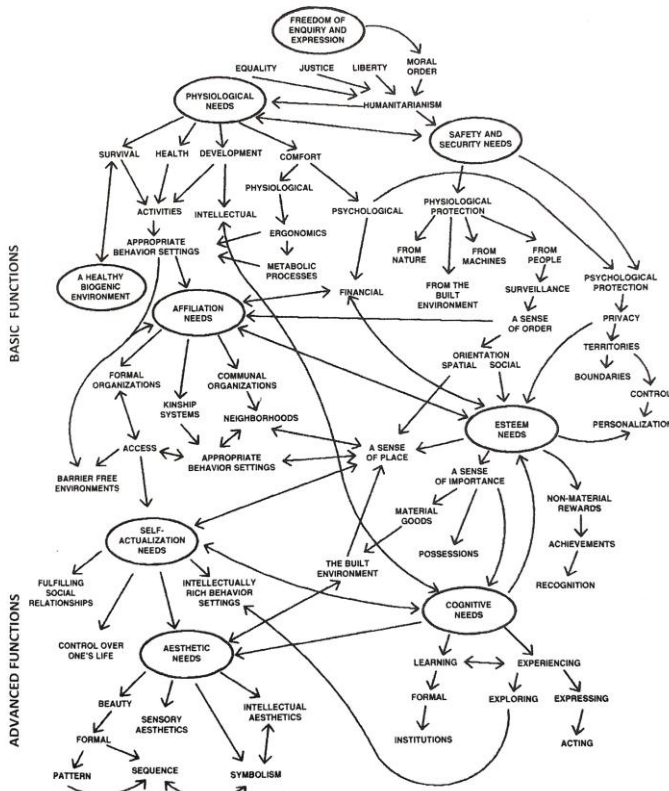 FREEDOM OF
ENQUIRY AND
EXPRESSION
EQUALITY
JUSTICE
LIBERTY
MORAL
ORDER
PHYSIOLOGICAL
NEEDS
HUMANITARIANISM
SAFETY AND
SECURITY NEEDS
SURVIVAL
HEALTH
DEVELOPMENT
COMFORT
PHYSIOLOGICAL
PHYSIOLOGICAL
PROTECTION
ACTIVITIES
INTELLECTUAL
PSYCHOLOGICAL
ERGONOMICS
APPROPRIATE
BEHAVIOR SETTINGS
FROM
NATURE
FROM
MACHINES
FROM
PEOPLE
METABOLIC
PROCESSES
A HEALTHY
BIOGENIC
ENVIRONMENT
FINANCIAL
FROM THE
BUILT
ENVIRONMENT
SURVEILLANCE
PSYCHOLOGICAL
PROTECTION
BASIC FUNCTIONS
AFFILIATION
NEEDS
A SENSE
OF ORDER
PRIVACY
TERRITORIES
ORIENTATION
SPATIAL SOCIAL
BOUNDARIES
FORMAL
ORGANIZATIONS
COMMUNAL
ORGANIZATIONS
KINSHIP
SYSTEMS
NEIGHBORHOODS
CONTROL
PERSONALIZATION
ESTEEM
NEEDS
ACCESS
APPROPRIATE
BEHAVIOR SETTINGS
A SENSE
OF PLACE
BARRIER FREE
ENVIRONMENTS
A SENSE
OF IMPORTANCE
NON-MATERIAL
REWARDS
MATERIAL
GOODS
SELF-
ACTUALIZATION
NEEDS
POSSESSIONS
ACHIEVEMENTS
THE BUILT
ENVIRONMENT
RECOGNITION
FULFILLING
SOCIAL
RELATIONSHIPS
INTELLECTUALLY
RICH BEHAVIOR
SETTINGS
COGNITIVE
NEEDS
CONTROL OVER
ONE'S LIFE
AESTHETIC
NEEDS
ADVANCED FUNCTIONS
LEARNING
EXPERIENCING
BEAUTY
SENSORY
AESTHETICS
INTELLECTUAL
AESTHETICS
FORMAL
EXPLORING
EXPRESSING
FORMAL
INSTITUTIONS
ACTING
PATTERN
SEQUENCE
SYMBOLISM